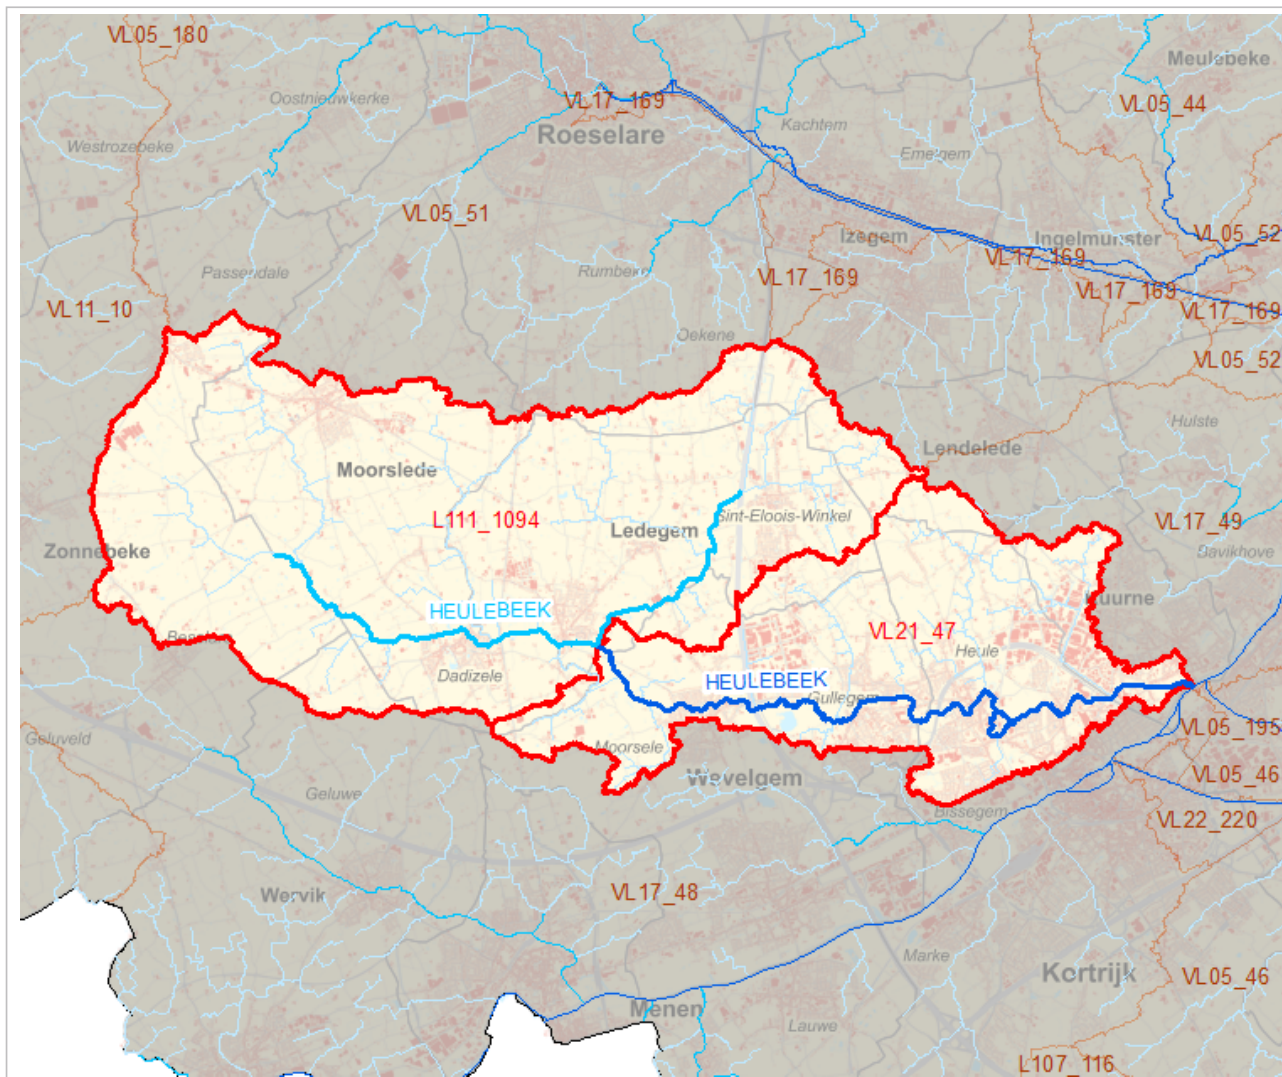 VL05_180
Meulebeke
Oostnieuwkerke
VL17_169
VL05_44
Kachtem
Roeselare
Westrozebeke
Emelgem
VL05_51
VL05_52
Izegem
Ingelmunster
VL17_169
Passendale
Rumbeke
VL17_169
VL17_169
VL11_10
VL17_169
Oekene
VL05_52
Hulste
Lendelede
Moorslede
L111_1094
Sint-Eloois-Winkel
VL17_49
Ledegem
Zonnebeke
Bavikhove
Kuurne
HEULEBEEK
VL21_47
Heule
Dadizele
HEULEBEEK
Gullegem
VL05_195
Geluveld
Moorsele
Wevelgem
VL05_46
Geluwe
Bissegem
VL22_220
Wervik
VL17_48
Marke
Kortrijk
VL05_46
Menen
Lauwe
L107_116